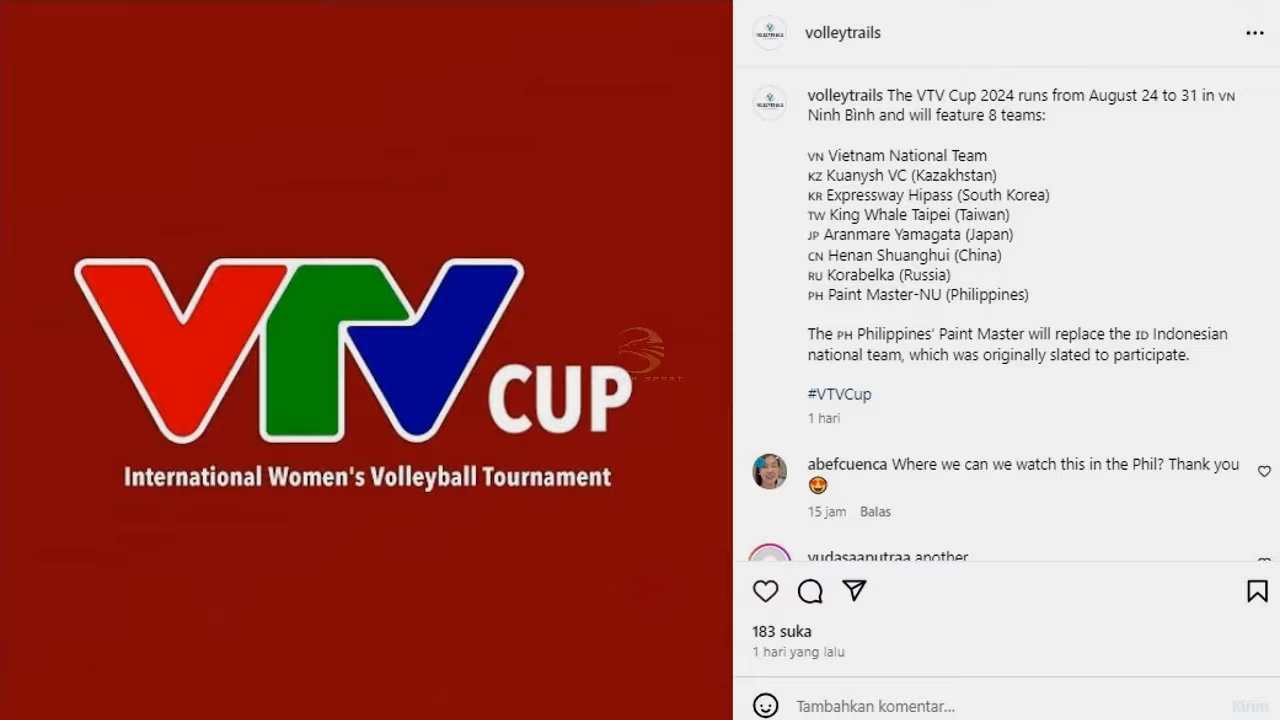 VTV CUP
International Women's Volleyball Tournament
volleytrails
volleytrails The VTV Cup 2024 runs from August 24 to 31 in VN
Ninh Bình and will feature 8 teams:
VN Vietnam National Team
KZ Kuanysh VC (Kazakhstan)
KR Expressway Hipass (South Korea)
TW King Whale Taipei (Taiwan)
JP Aranmare Yamagata (Japan)
CN Henan Shuanghui (China)
RU Korabelka (Russia)
PH Paint Master-NU (Philippines)
The PH Philippines' Paint Master will replace the ID Indonesian
national team, which was originally slated to participate.
#VTVCup
1 hari
abefcuenca Where we can we watch this in the Phil? Thank you
😍
15 jam Balas
yudasaaputraa another
183 suka
1 hari yang lalu
Tambahkan komentar...
Kirim